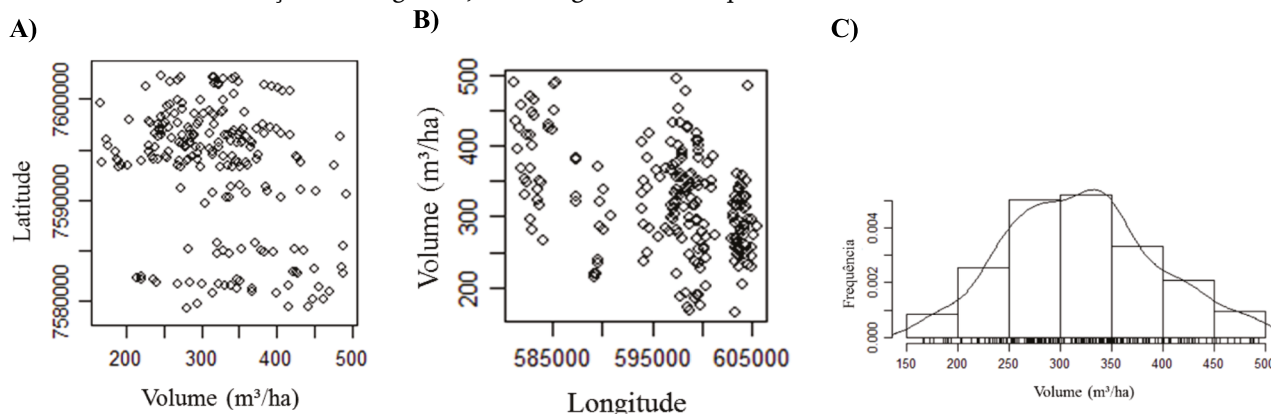 A)
B)
C)
Latitude
7600000
7590000
7580000
200 300 400 500
Volume (m³/ha)
Volume (m³/ha)
500
400
300
200
585000 595000 605000
Longitude
Frequência
0.004
0.002
0.000
150 200 250 300 350 400 450 500
Volume (m³/ha)